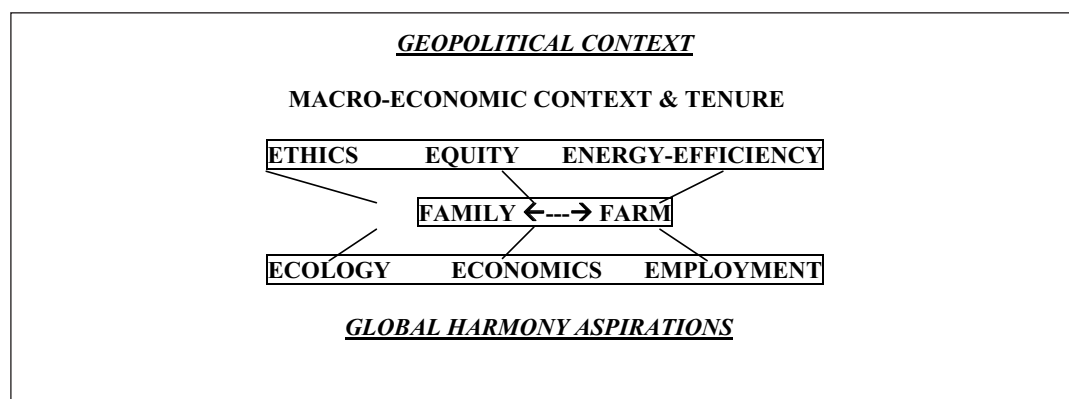 GEOPOLITICAL CONTEXT
MACRO-ECONOMIC CONTEXT & TENURE
ETHICS EQUITY ENERGY-EFFICIENCY
FAMILY ←---→ FARM
ECOLOGY ECONOMICS EMPLOYMENT
GLOBAL HARMONY ASPIRATIONS